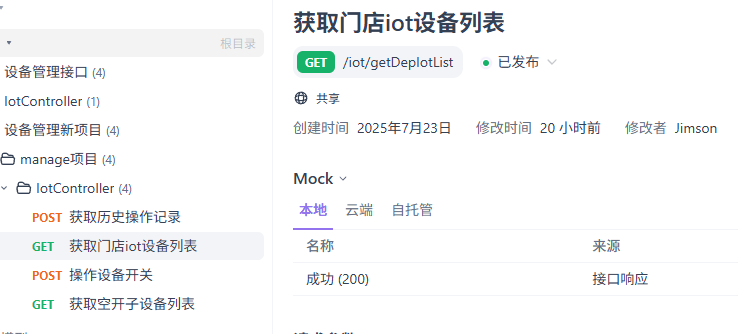 根目录
设备管理接口 (4)
IotController (1)
设备管理新项目 (4)
manage项目 (4)
IotController (4)
POST 获取历史操作记录
GET 获取门店iot设备列表
POST 操作设备开关
GET 获取空开子设备列表
获取门店iot设备列表
GET /iot/getDepIotList 已发布
共享
创建时间 2025年7月23日 修改时间 20 小时前 修改者 Jimson
Mock
本地 云端 自托管
名称 来源
成功 (200) 接口响应